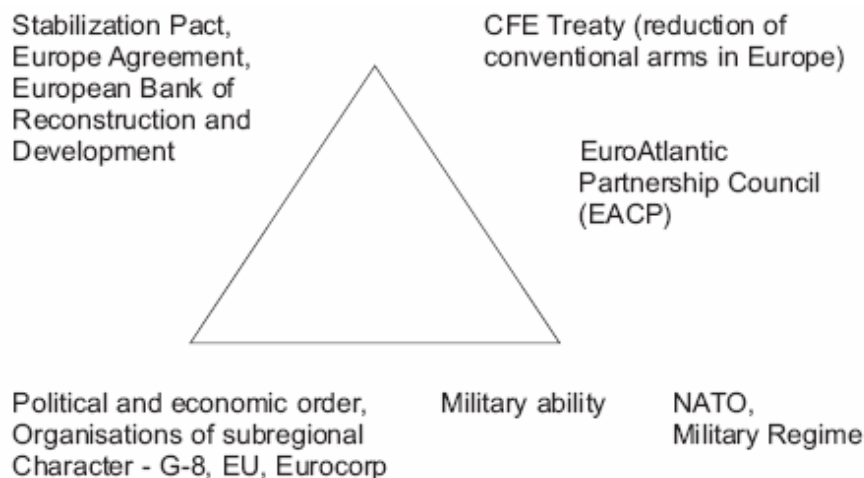 Stabilization Pact,
Europe Agreement,
European Bank of
Reconstruction and
Development
CFE Treaty (reduction of
conventional arms in Europe)
EuroAtlantic
Partnership Council
(EACP)
Political and economic order,
Organisations of subregional
Character - G-8, EU, Eurocorp
Military ability
NATO,
Military Regime